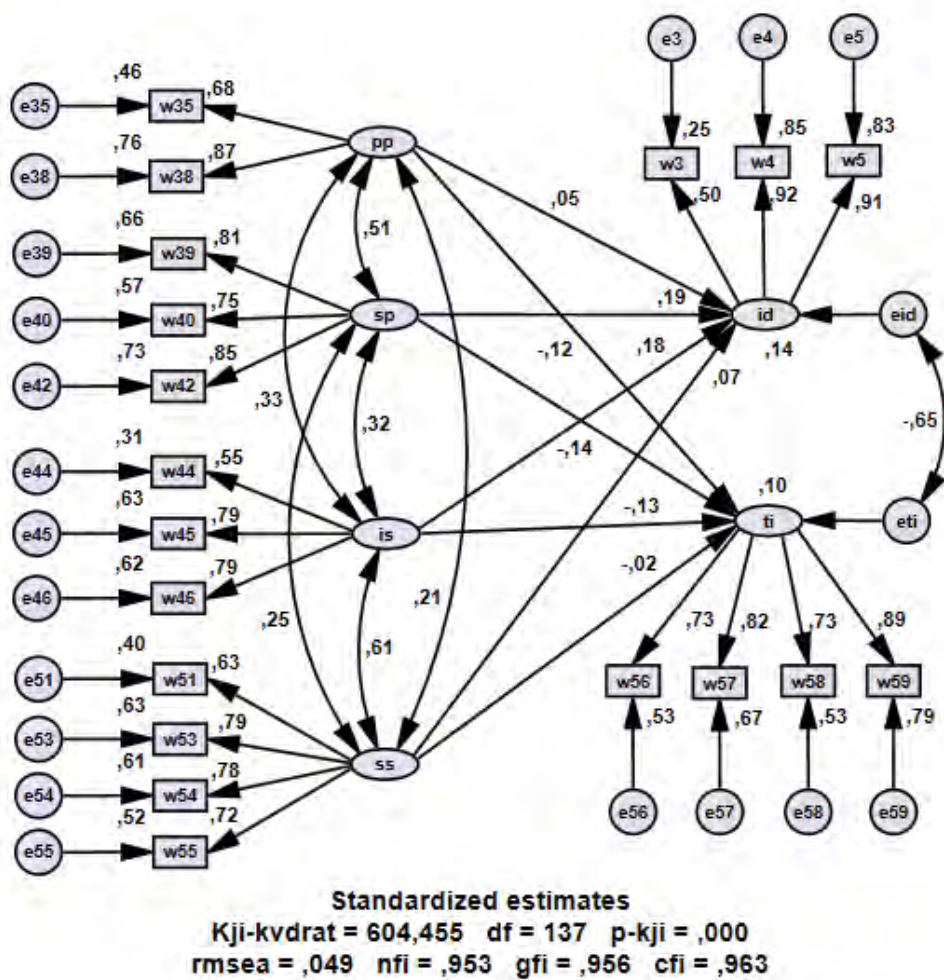 e3 e4 e5
,46 ,25 ,85 ,83
e35 w35 ,68
pp
w3 w4 w5
,76
e38 w38 ,87
,05 ,50 ,92 ,91
,66
e39 w39 ,81
,51
,57
e40 w40 ,75
sp ,19 id eid
,73 ,85
-,12 ,18 ,14
e42 w42
,07
,33 ,32
-,65
,31
e44 w44 ,55
-,14
,63
e45 w45 ,79
is -,13 ,10 ti eti
,62 ,79
e46 w46
-,02
,25 ,61 ,21
,40
e51 w51 ,63
,73 ,82 ,73 ,89
,63
w56 w57 w58 w59
e53 w53 ,79
,53 ,67 ,53 ,79
,61
e54 w54 ,78
ss
,52 ,72
e55 w55
e56 e57 e58 e59
Standardized estimates
Kji-kvdrat = 604,455 df = 137 p-kji = ,000
rmsea = ,049 nfi = ,953 gfi = ,956 cfi = ,963